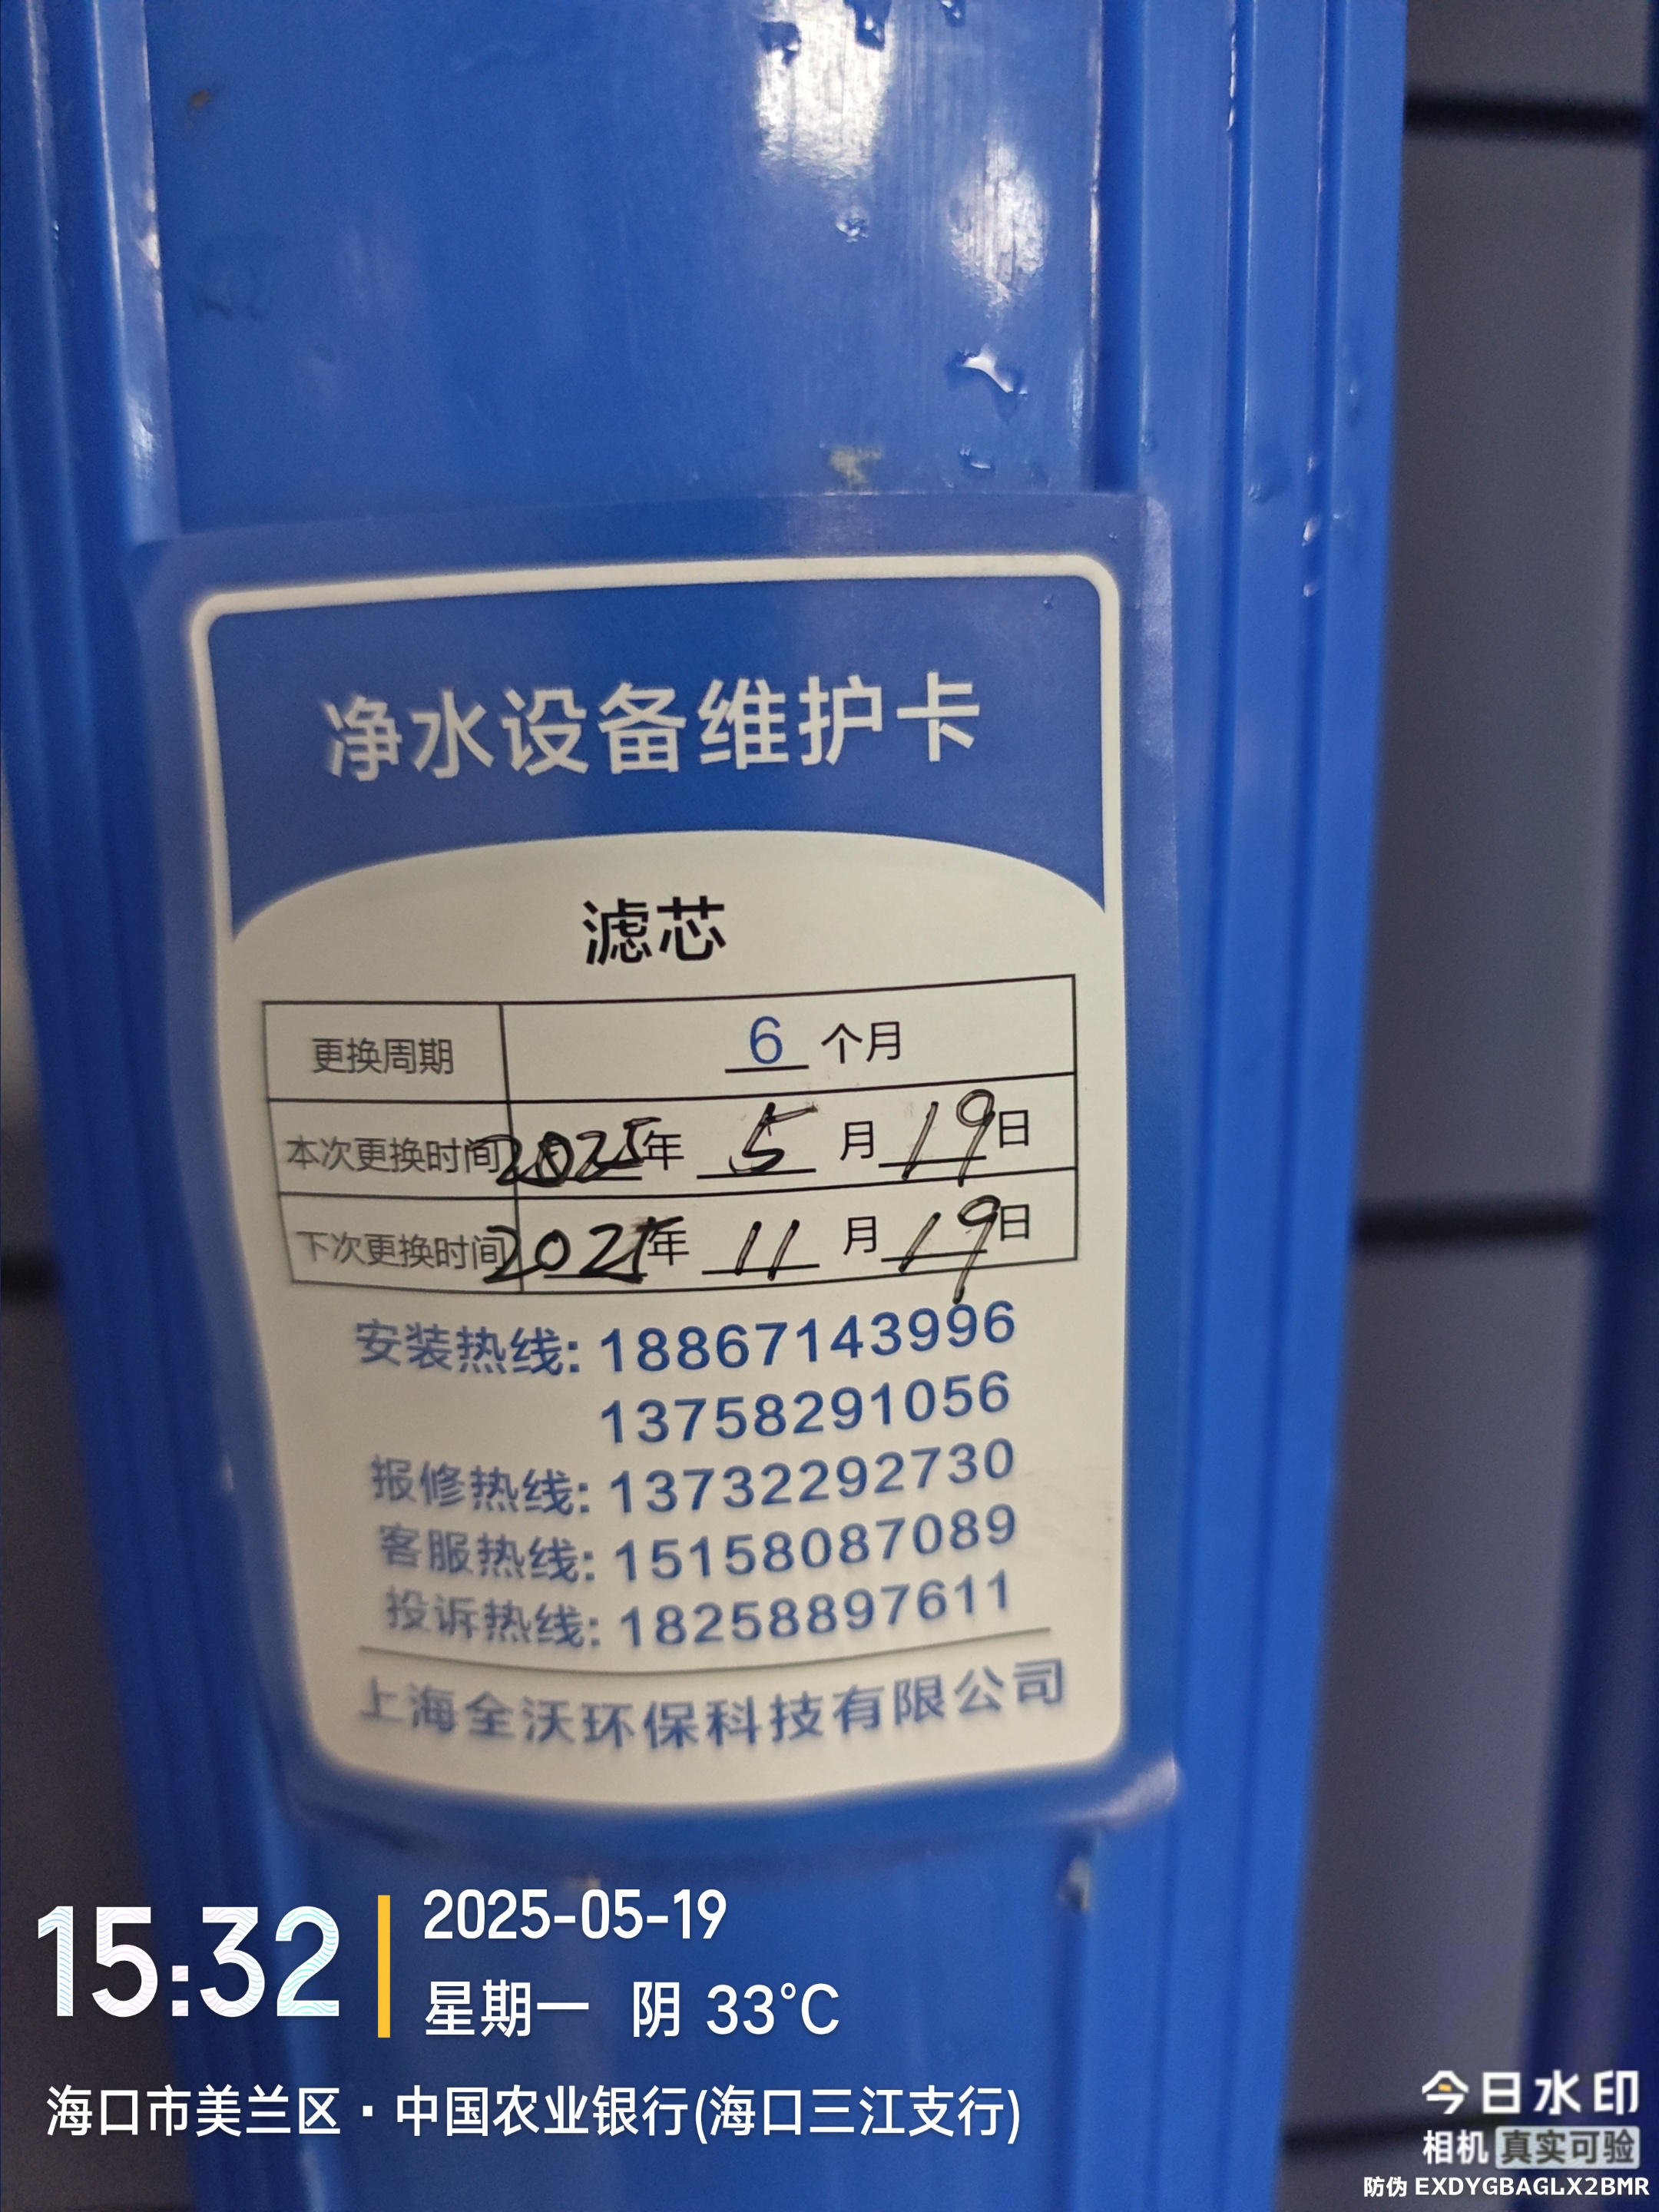 净水设备维护卡
滤芯
更换周期 6 个月
本次更换时间 2025年 5 月 19日
下次更换时间 2025年 11 月 19日
安装热线: 18867143996
13758291056
报修热线: 13732292730
客服热线: 15158087089
投诉热线: 18258897611
上海全沃环保科技有限公司
15:32
2025-05-19
星期一 阴 33°C
海口市美兰区·中国农业银行(海口三江支行)
今日水印
相机 真实可验
防伪 EXDYGBAGLX2BMR